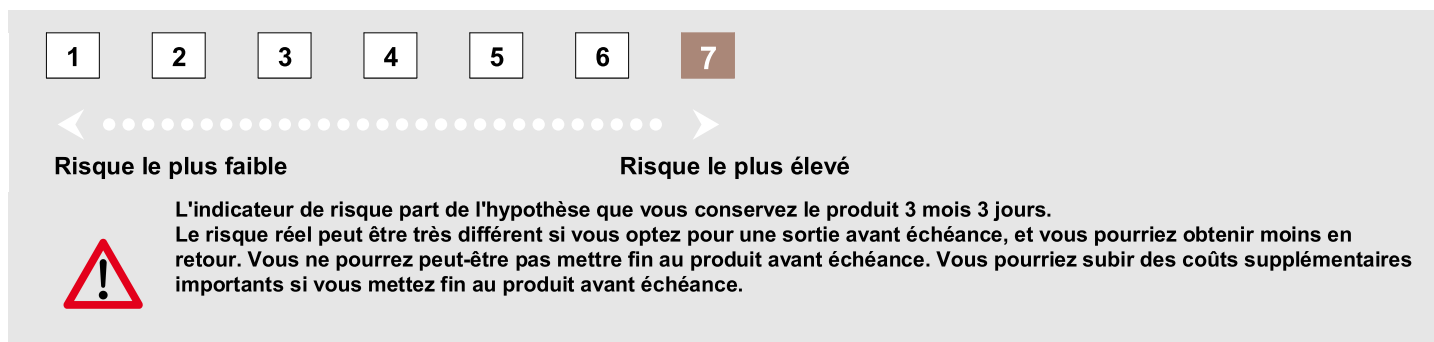 1 2 3 4 5 6 7
Risque le plus faible Risque le plus élevé
L'indicateur de risque part de l'hypothèse que vous conservez le produit 3 mois 3 jours.
Le risque réel peut être très différent si vous optez pour une sortie avant échéance, et vous pourriez obtenir moins en
retour. Vous ne pourrez peut-être pas mettre fin au produit avant échéance. Vous pourriez subir des coûts supplémentaires
importants si vous mettez fin au produit avant échéance.